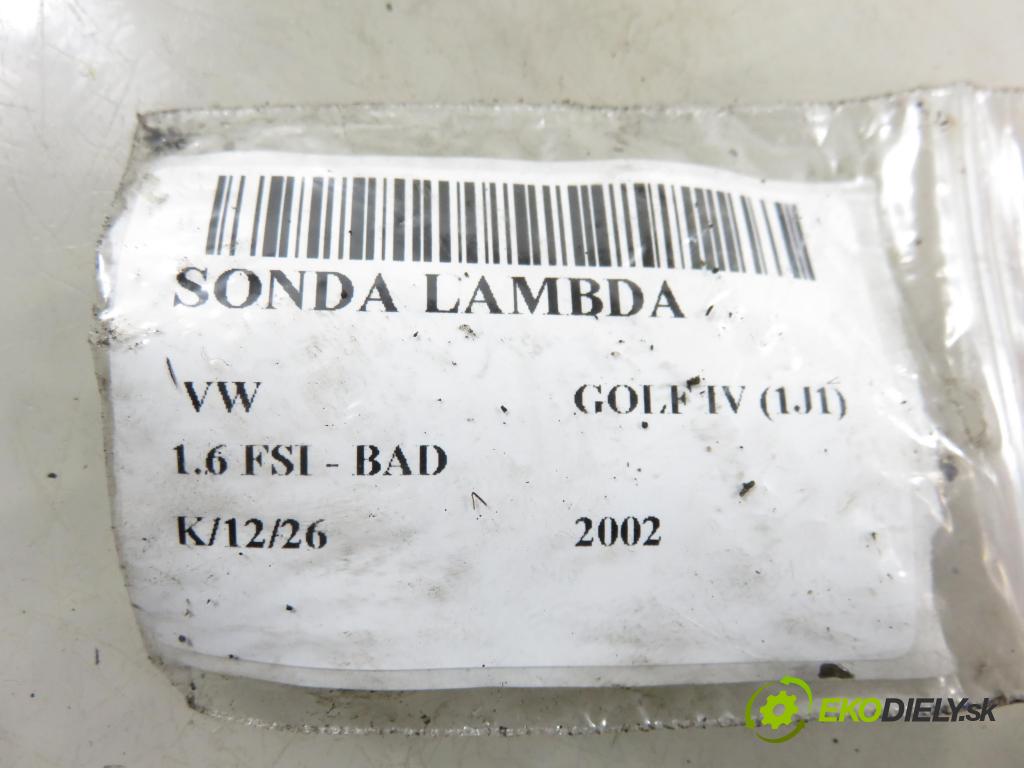 SONDA LAMBDA
VW GOLF IV (1J1)
1.6 FSI - BAD
K/12/26 2002
EKODIELY.sk